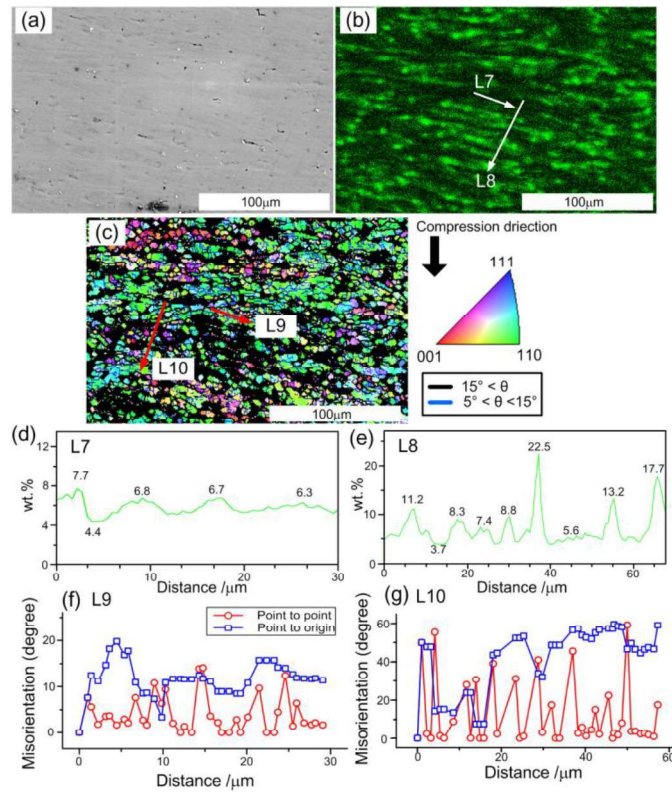 (a)
100μm
(b)
L7
L8
100μm
(c)
L9
L10
100μm
Compression driection
111
001
110
15° < θ
5° < θ <15°
(d)
L7
wt.%
12
8
4
0
7.7
4.4
6.8
6.7
6.3
0
10
20
30
Distance /μm
(e)
L8
wt.%
20
10
0
11.2
3.7
8.3
7.4
8.8
22.5
5.6
13.2
17.7
0
20
40
60
Distance /μm
(f)
L9
Misorientation (degree)
20
10
0
Point to point
Point to origin
0
10
20
30
Distance /μm
(g)
L10
Misorientation (degree)
60
40
20
0
0
10
20
30
40
50
60
Distance /μm